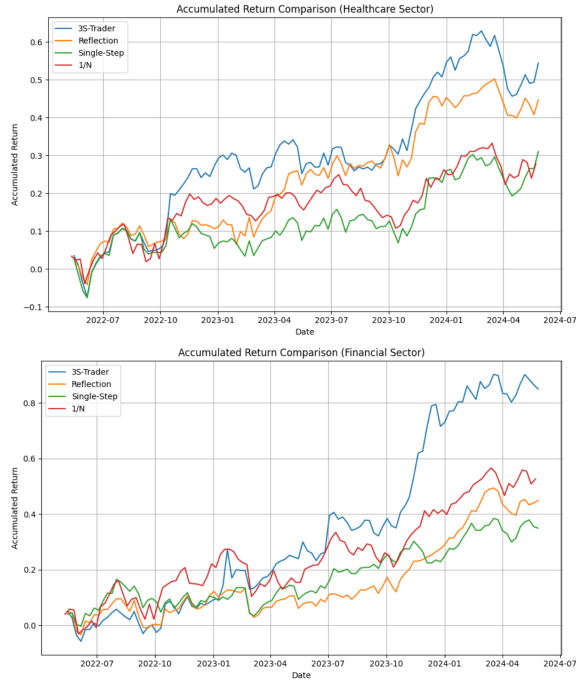 Accumulated Return Comparison (Healthcare Sector)
3S-Trader
Reflection
Single-Step
1/N
0.6
0.5
0.4
0.3
0.2
0.1
0.0
−0.1
Accumulated Return
2022-07 2022-10 2023-01 2023-04 2023-07 2023-10 2024-01 2024-04 2024-07
Date
Accumulated Return Comparison (Financial Sector)
3S-Trader
Reflection
Single-Step
1/N
0.8
0.6
0.4
0.2
0.0
Accumulated Return
2022-07 2022-10 2023-01 2023-04 2023-07 2023-10 2024-01 2024-04 2024-07
Date